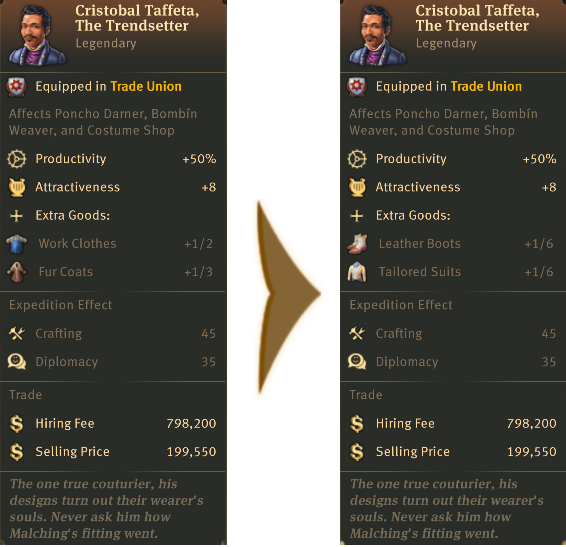 Cristobal Taffeta,
The Trendsetter
Legendary
Equipped in Trade Union
Affects Poncho Darner, Bombín
Weaver, and Costume Shop
Productivity +50%
Attractiveness +8
Extra Goods:
Work Clothes +1/2
Fur Coats +1/3
Expedition Effect
Crafting 45
Diplomacy 35
Trade
Hiring Fee 798,200
Selling Price 199,550
The one true couturier, his
designs turn out their wearer's
souls. Never ask him how
Malching's fitting went.
Cristobal Taffeta,
The Trendsetter
Legendary
Equipped in Trade Union
Affects Poncho Darner, Bombín
Weaver, and Costume Shop
Productivity +50%
Attractiveness +8
Extra Goods:
Leather Boots +1/6
Tailored Suits +1/6
Expedition Effect
Crafting 45
Diplomacy 35
Trade
Hiring Fee 798,200
Selling Price 199,550
The one true couturier, his
designs turn out their wearer's
souls. Never ask him how
Malching's fitting went.